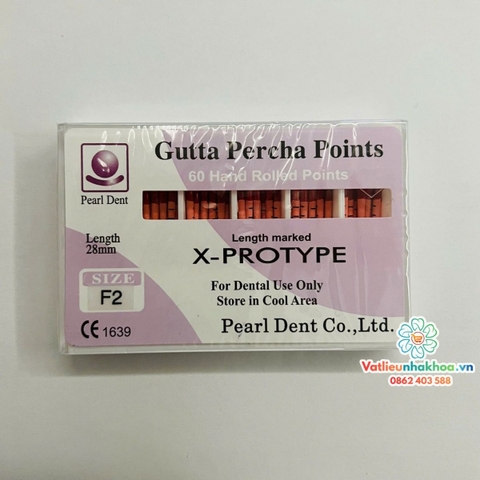 Gutta Percha Points
60 Hand Rolled Points
Pearl Dent
Length
28mm
Length marked
X-PROTYPE
SIZE
F2
For Dental Use Only
Store in Cool Area
CE 1639
Pearl Dent Co.,Ltd.
Vatlieunhakhoa.vn
0862 403 588